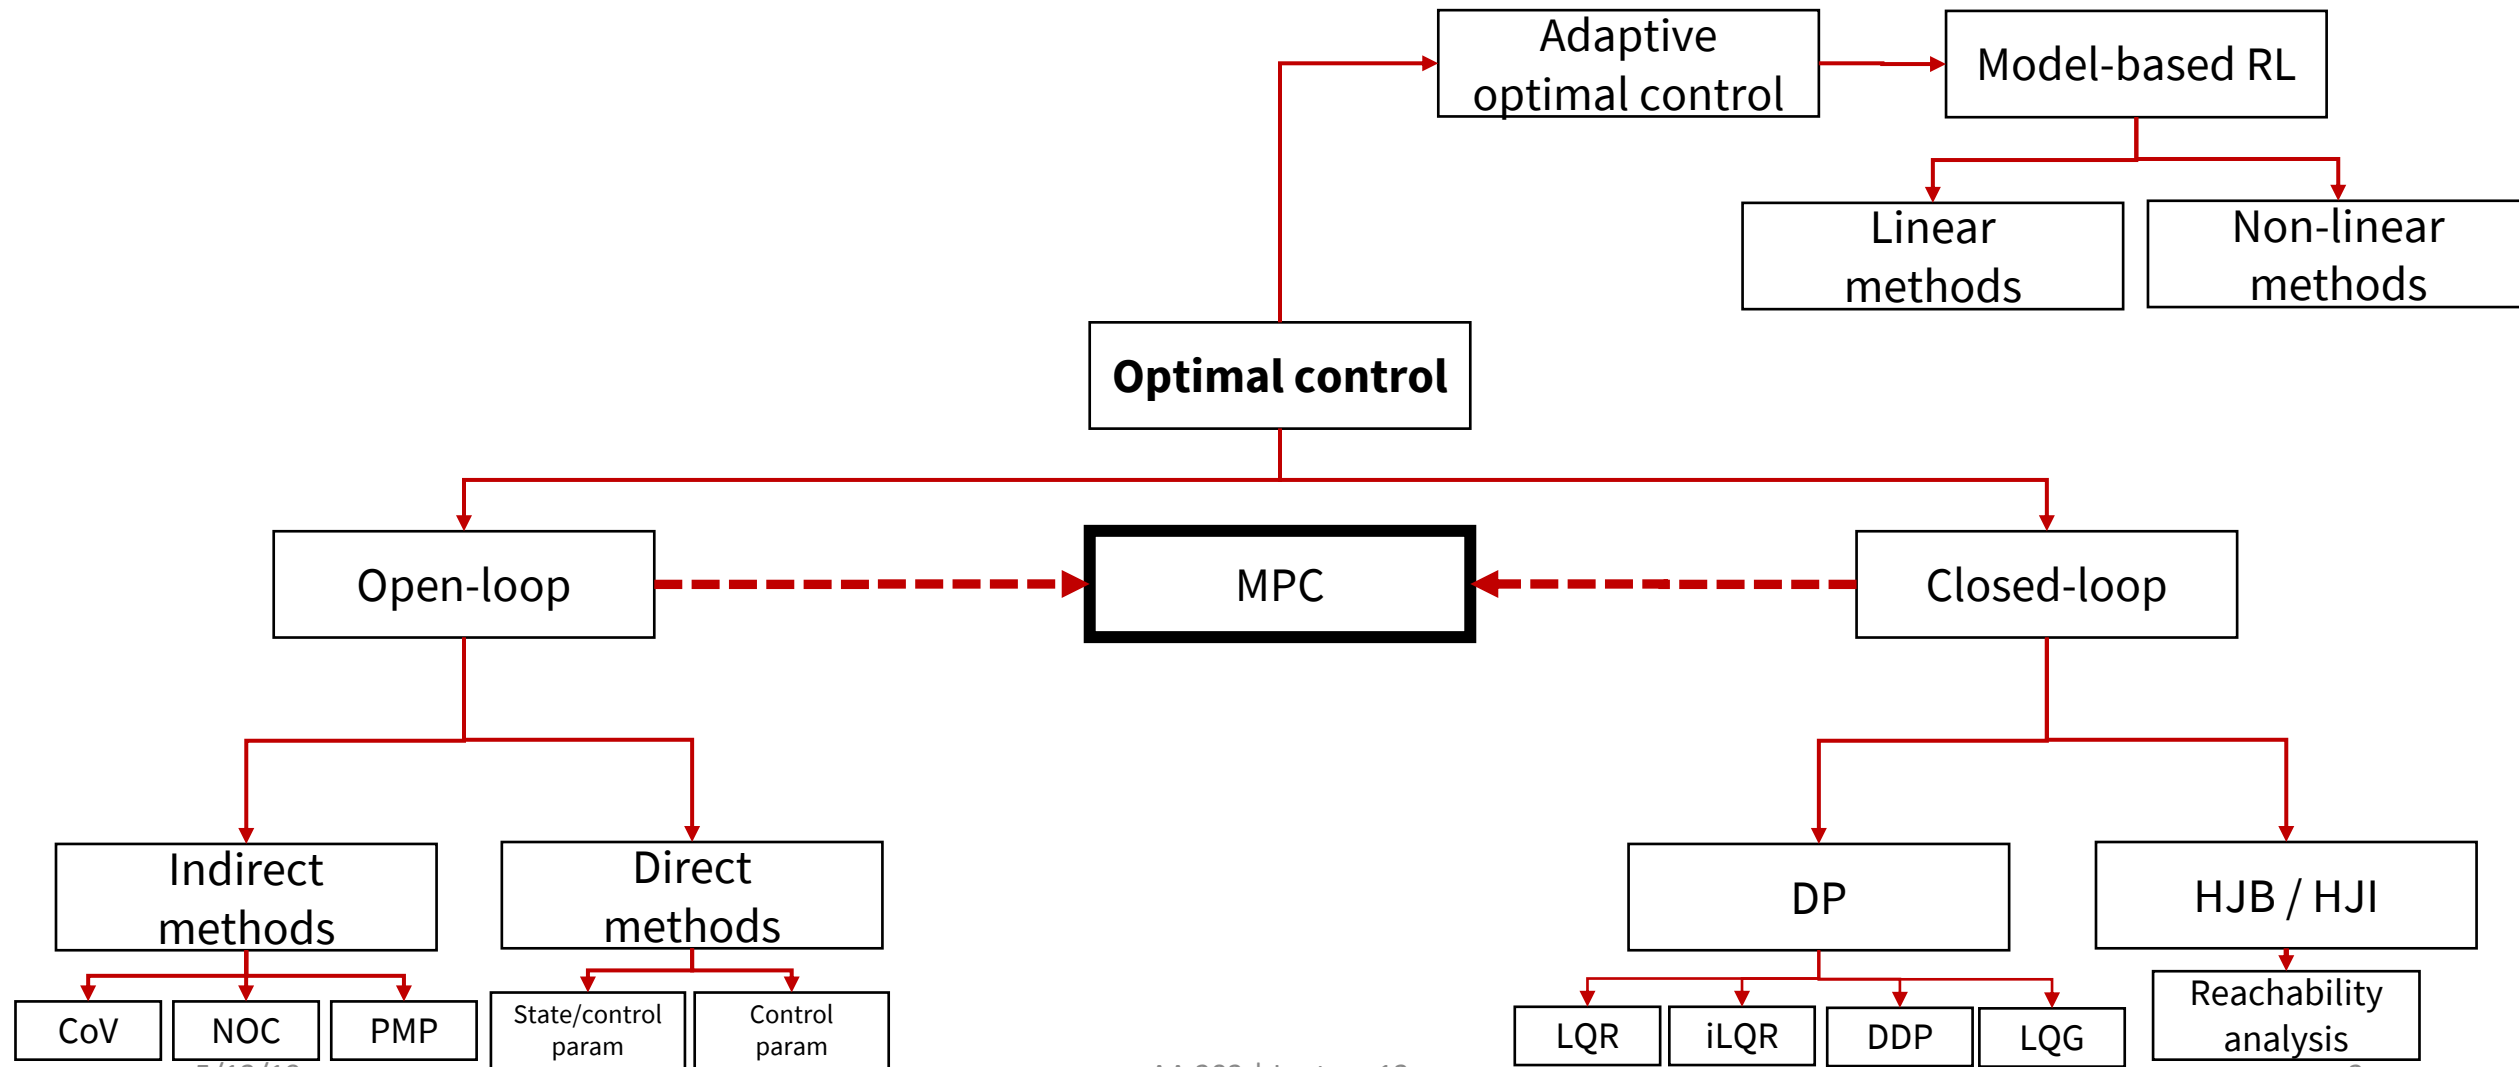 Adaptive
optimal control
Model-based RL
Linear
methods
Non-linear
methods
Optimal control
Open-loop
MPC
Closed-loop
Indirect
methods
Direct
methods
DP
HJB / HJI
CoV
NOC
PMP
State/control
param
Control
param
LQR
iLQR
DDP
LQG
Reachability
analysis